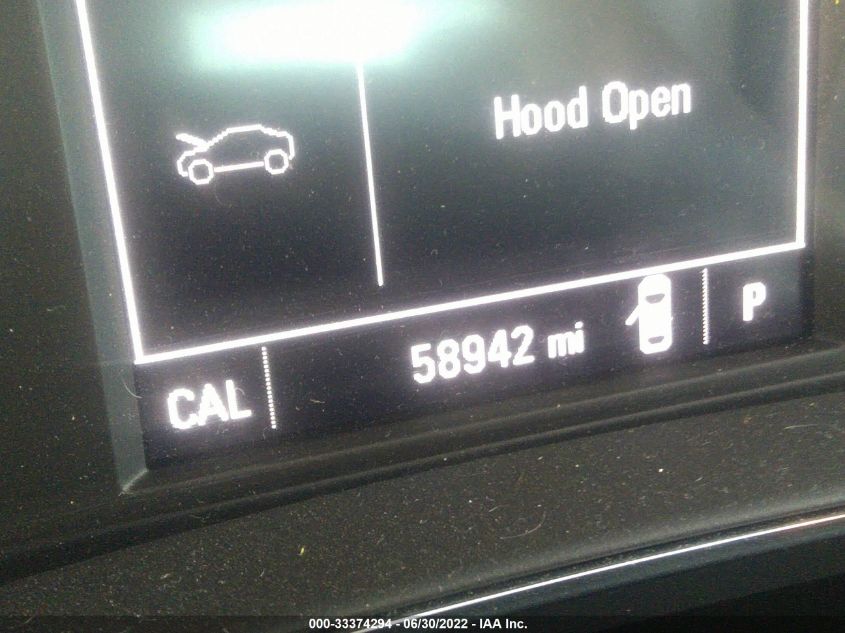 Hood Open
58942 mi
P
CAL
000-33374294 - 06/30/2022 - IAA Inc.